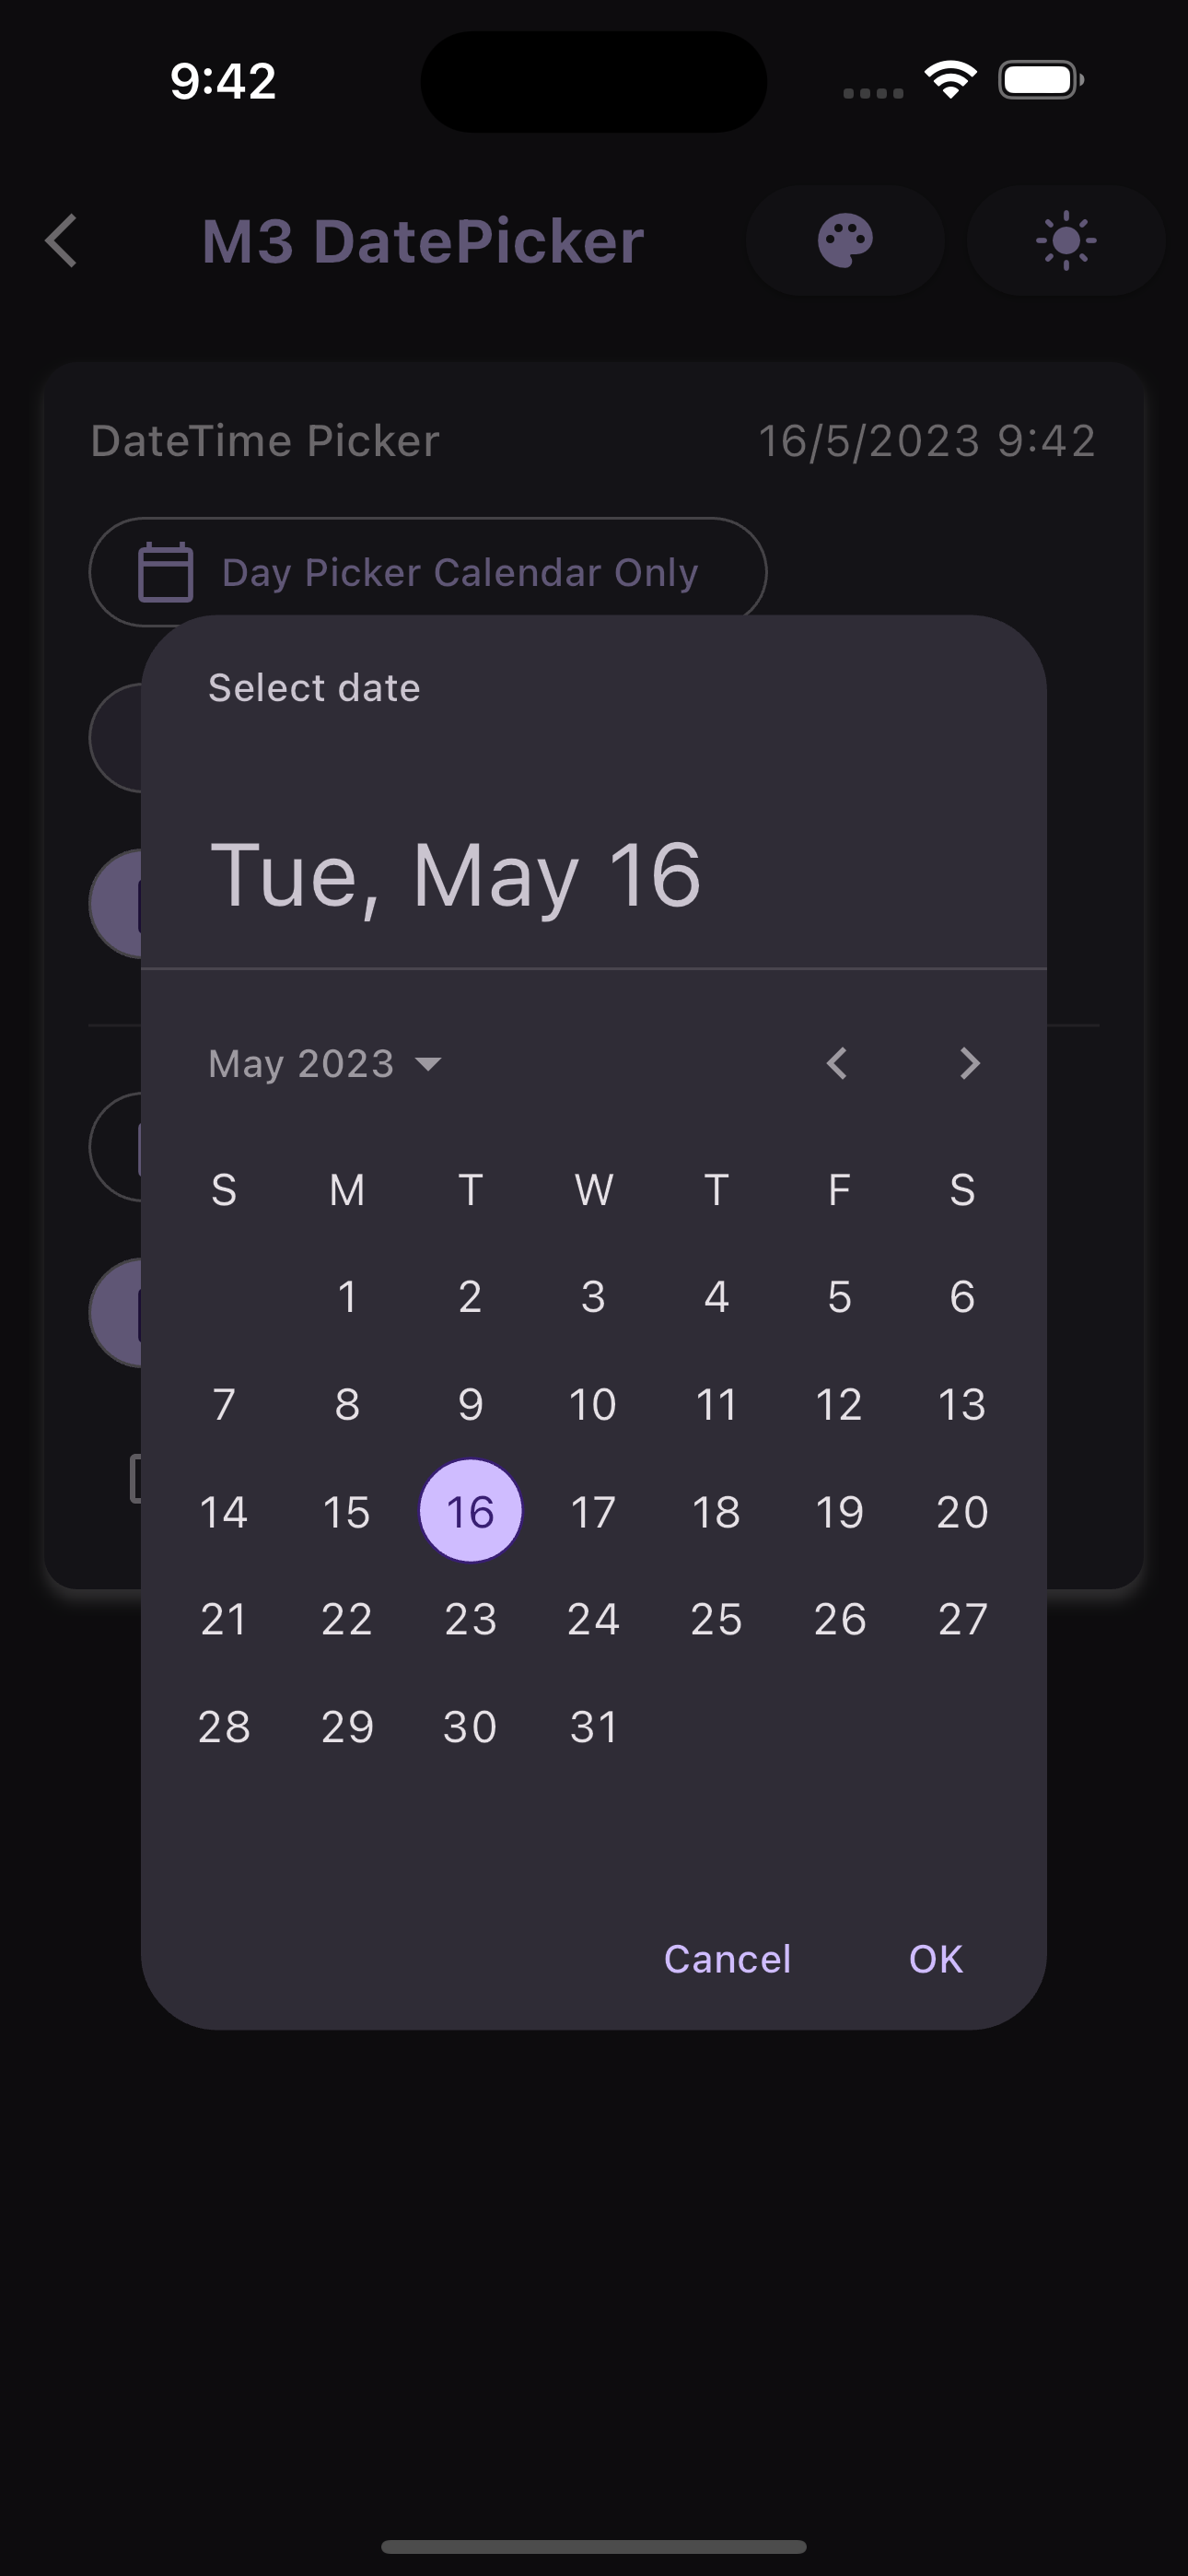 9:42
M3 DatePicker
DateTime Picker 16/5/2023 9:42
Day Picker Calendar Only
Select date
Tue, May 16
May 2023
S M T W T F S
1 2 3 4 5 6
7 8 9 10 11 12 13
14 15 16 17 18 19 20
21 22 23 24 25 26 27
28 29 30 31
Cancel OK